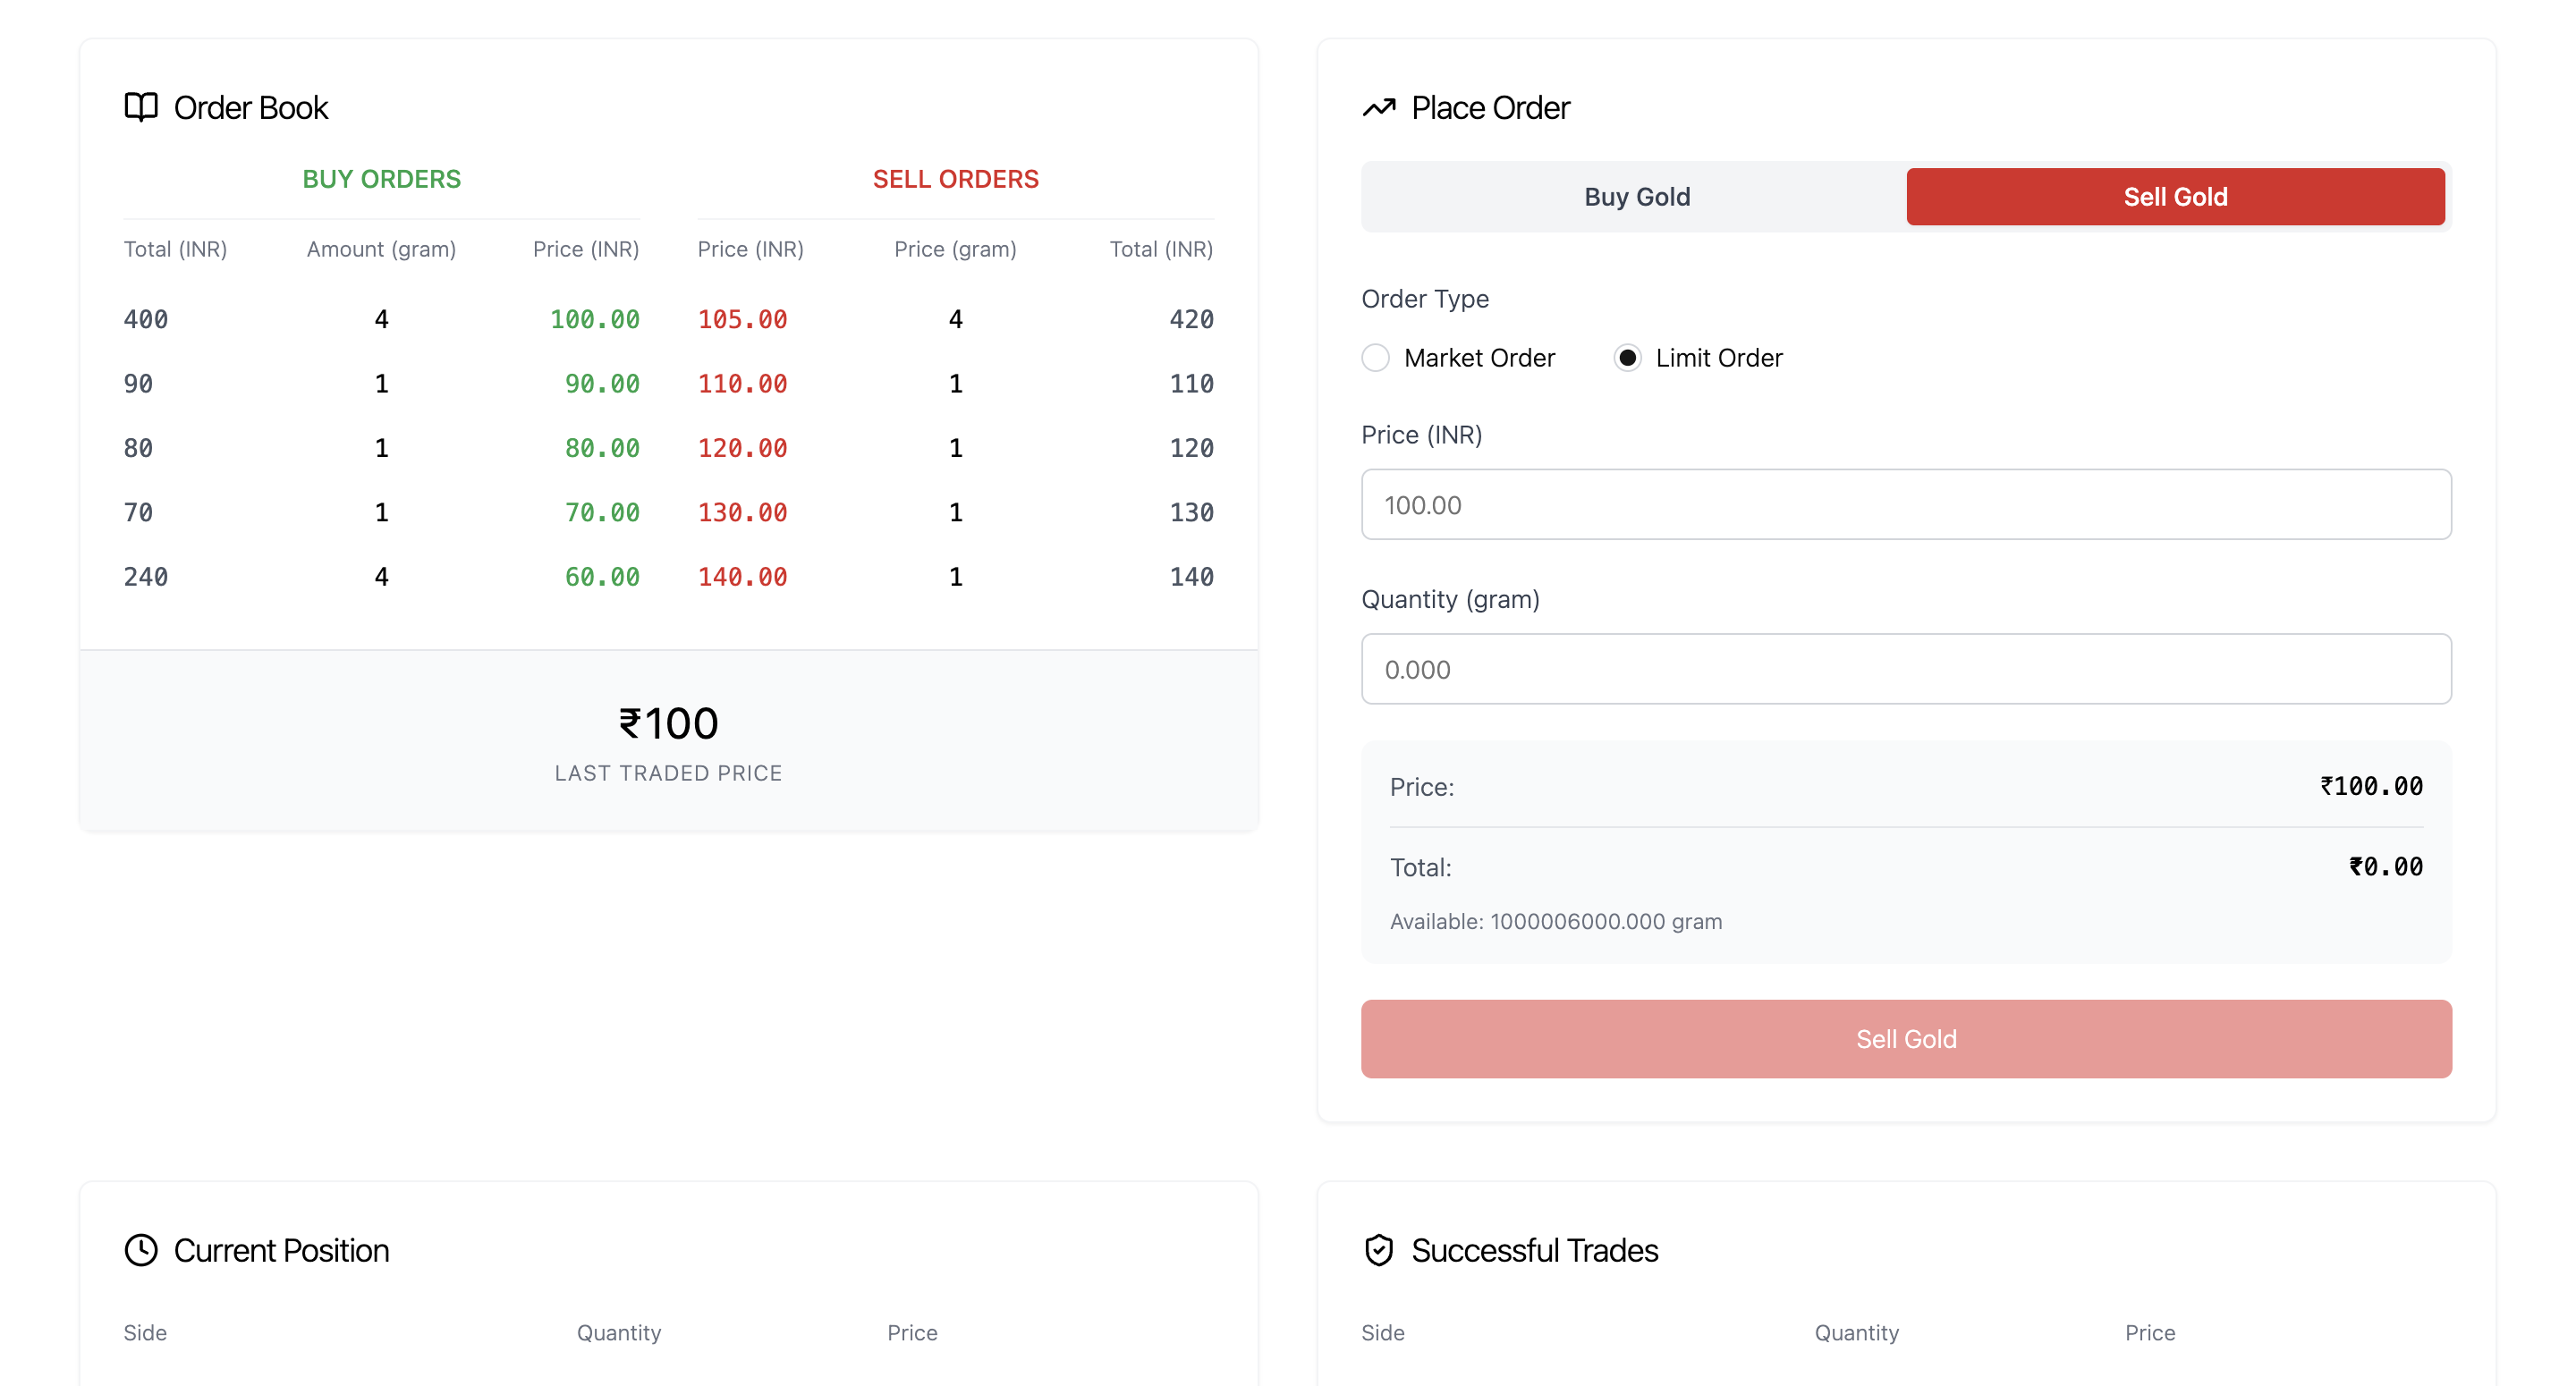 Order Book
BUY ORDERS
SELL ORDERS
Total (INR) Amount (gram) Price (INR) Price (INR) Price (gram) Total (INR)
400 4 100.00 105.00 4 420
90 1 90.00 110.00 1 110
80 1 80.00 120.00 1 120
70 1 70.00 130.00 1 130
240 4 60.00 140.00 1 140
₹100
LAST TRADED PRICE
Place Order
Buy Gold Sell Gold
Order Type
Market Order Limit Order
Price (INR)
100.00
Quantity (gram)
0.000
Price: ₹100.00
Total: ₹0.00
Available: 1000006000.000 gram
Sell Gold
Current Position
Side Quantity Price
Successful Trades
Side Quantity Price